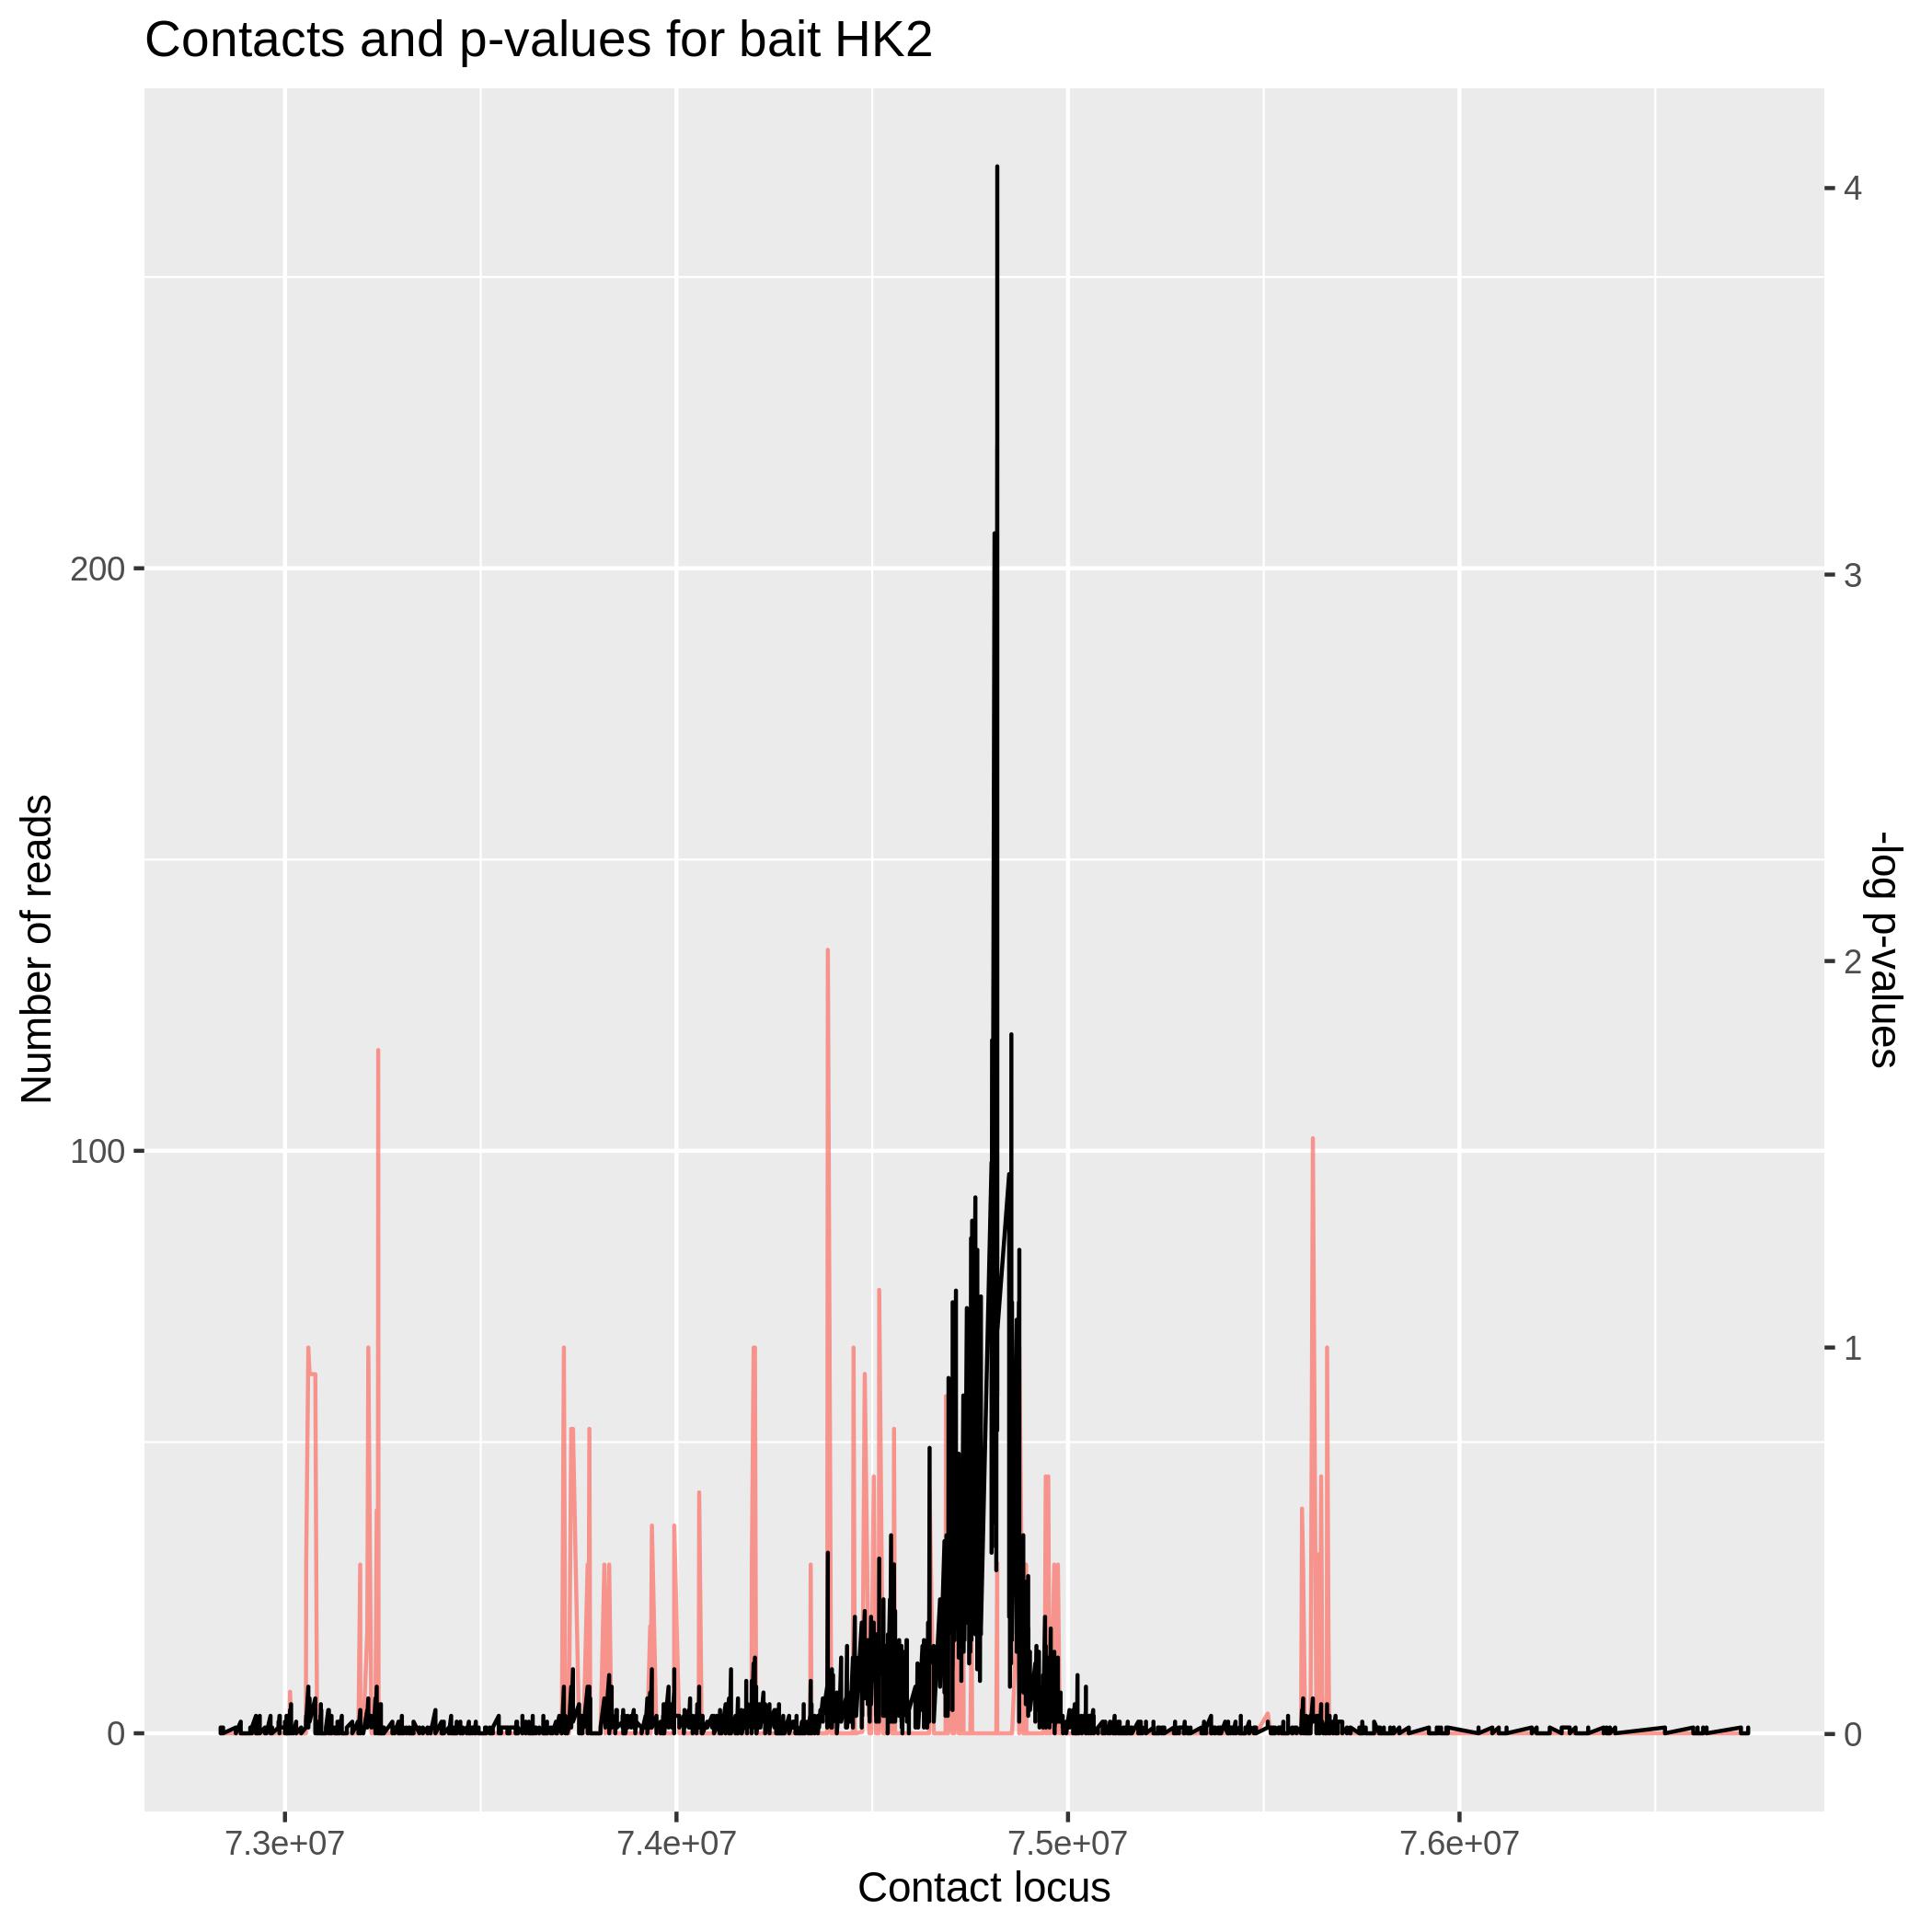 Contacts and p-values for bait HK2
Number of reads
200
100
0
4
3
2
1
0
-log p-values
7.3e+07 7.4e+07 7.5e+07 7.6e+07
Contact locus